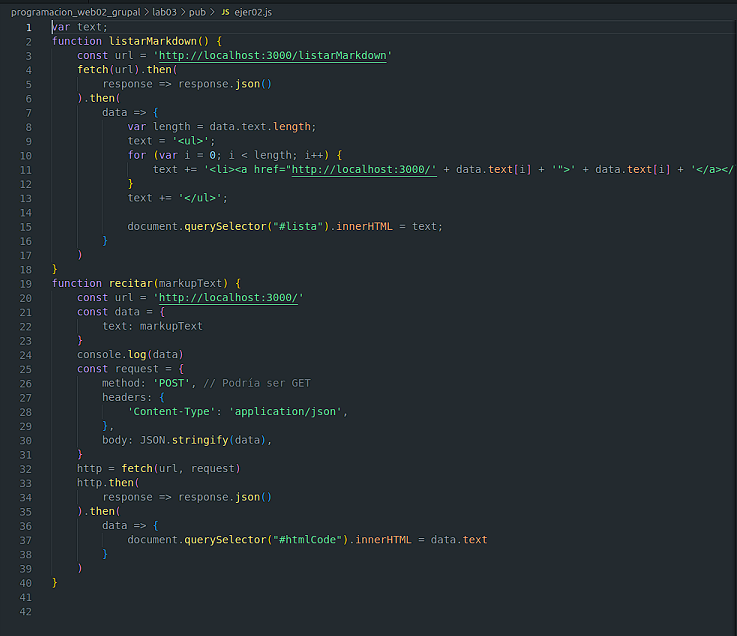 programacion_web02_grupal > lab03 > pub > JS ejer02.js
1 var text;
2 function listarMarkdown() {
3     const url = 'http://localhost:3000/listarMarkdown'
4     fetch(url).then(
5         response => response.json()
6     ).then(
7         data => {
8             var length = data.text.length;
9             text = '<ul>';
10             for (var i = 0; i < length; i++) {
11                 text += '<li><a href="http://localhost:3000/' + data.text[i] + '">' + data.text[i] + '</a></
12             }
13             text += '</ul>';
14
15             document.querySelector("#lista").innerHTML = text;
16         }
17     )
18 }
19 function recitar(markupText) {
20     const url = 'http://localhost:3000/'
21     const data = {
22         text: markupText
23     }
24     console.log(data)
25     const request = {
26         method: 'POST', // Podría ser GET
27         headers: {
28             'Content-Type': 'application/json',
29         },
30         body: JSON.stringify(data),
31     }
32     http = fetch(url, request)
33     http.then(
34         response => response.json()
35     ).then(
36         data => {
37             document.querySelector("#htmlCode").innerHTML = data.text
38         }
39     )
40 }
41
42